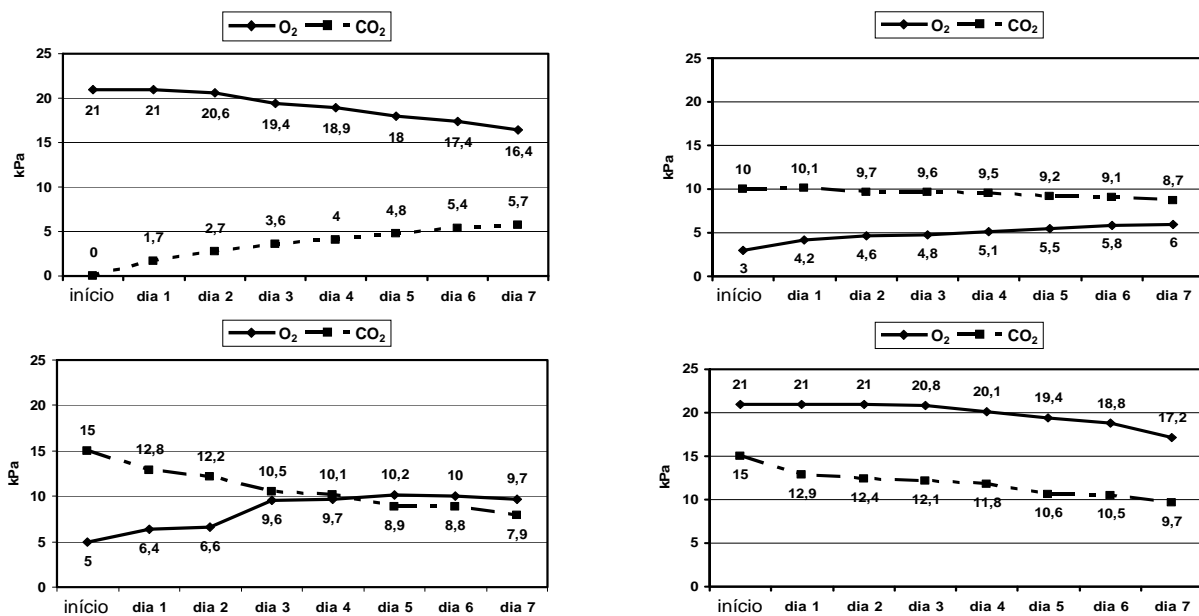 O₂ CO₂
25
20
15
10
5
0
kPa
21 21 20,6 19,4 18,9 18 17,4 16,4
0 1,7 2,7 3,6 4 4,8 5,4 5,7
início dia 1 dia 2 dia 3 dia 4 dia 5 dia 6 dia 7
O₂ CO₂
25
20
15
10
5
0
kPa
10 10,1 9,7 9,6 9,5 9,2 9,1 8,7
3 4,2 4,6 4,8 5,1 5,5 5,8 6
início dia 1 dia 2 dia 3 dia 4 dia 5 dia 6 dia 7
O₂ CO₂
25
20
15
10
5
0
kPa
15 12,8 12,2 10,5 10,1 10,2 10 9,7
5 6,4 6,6 9,6 9,7 8,9 8,8 7,9
início dia 1 dia 2 dia 3 dia 4 dia 5 dia 6 dia 7
O₂ CO₂
25
20
15
10
5
0
kPa
21 21 21 20,8 20,1 19,4 18,8 17,2
15 12,9 12,4 12,1 11,8 10,6 10,5 9,7
início dia 1 dia 2 dia 3 dia 4 dia 5 dia 6 dia 7